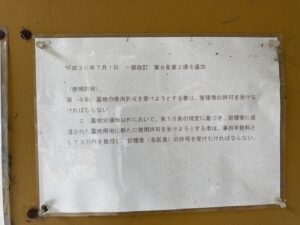 平成30年7月1日 一部改訂 第6条第2項を追加
(使用許可)
第 6条 墓地の使用許可を受けようとする者は、管理者の許可を受けな
ければならない。
2 墓地分譲地以外において、第10条の規定に基づき、管理者に返
還された墓地用地に新たに使用許可を受けようとする者は、事務手数料と
して3万円を負担し、管理者(各区長)の許可を受けなければならない。